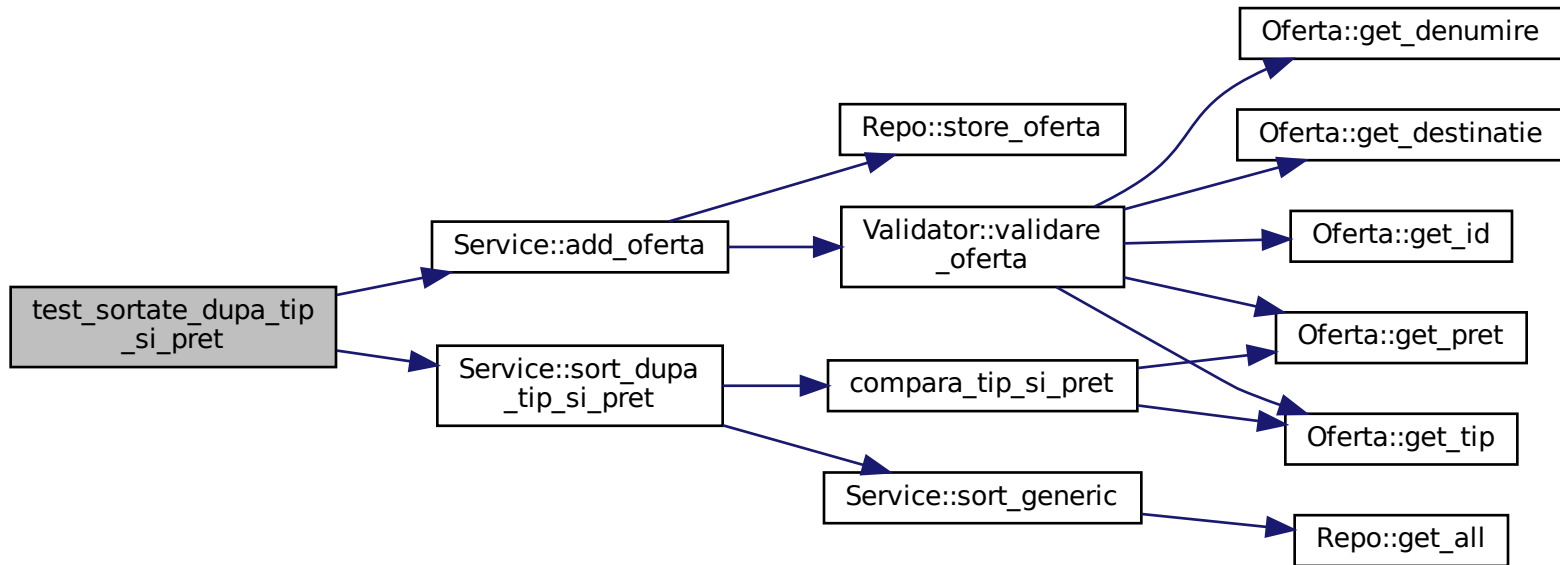 test_sortate_dupa_tip
_si_pret
Service::add_oferta
Service::sort_dupa
_tip_si_pret
Repo::store_oferta
Validator::validare
_oferta
compara_tip_si_pret
Service::sort_generic
Oferta::get_denumire
Oferta::get_destinatie
Oferta::get_id
Oferta::get_pret
Oferta::get_tip
Repo::get_all